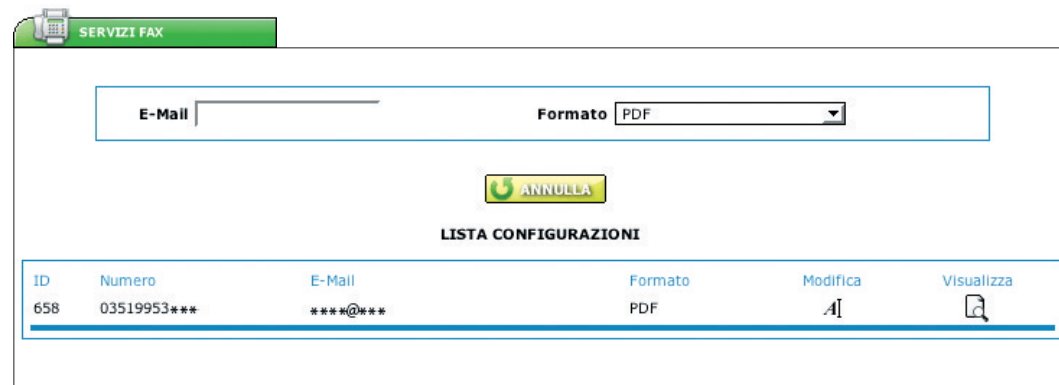 SERVIZI FAX
E-Mail Formato PDF
ANNULLA
LISTA CONFIGURAZIONI
ID Numero E-Mail Formato Modifica Visualizza
658 03519953*** ****@*** PDF A